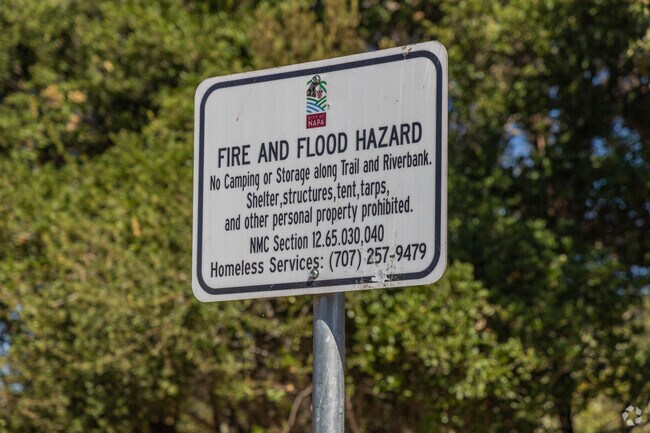 CITY OF
NAPA
FIRE AND FLOOD HAZARD
No Camping or Storage along Trail and Riverbank.
Shelter,structures,tent,tarps,
and other personal property prohibited.
NMC Section 12.65.030,040
Homeless Services: (707) 257-9479